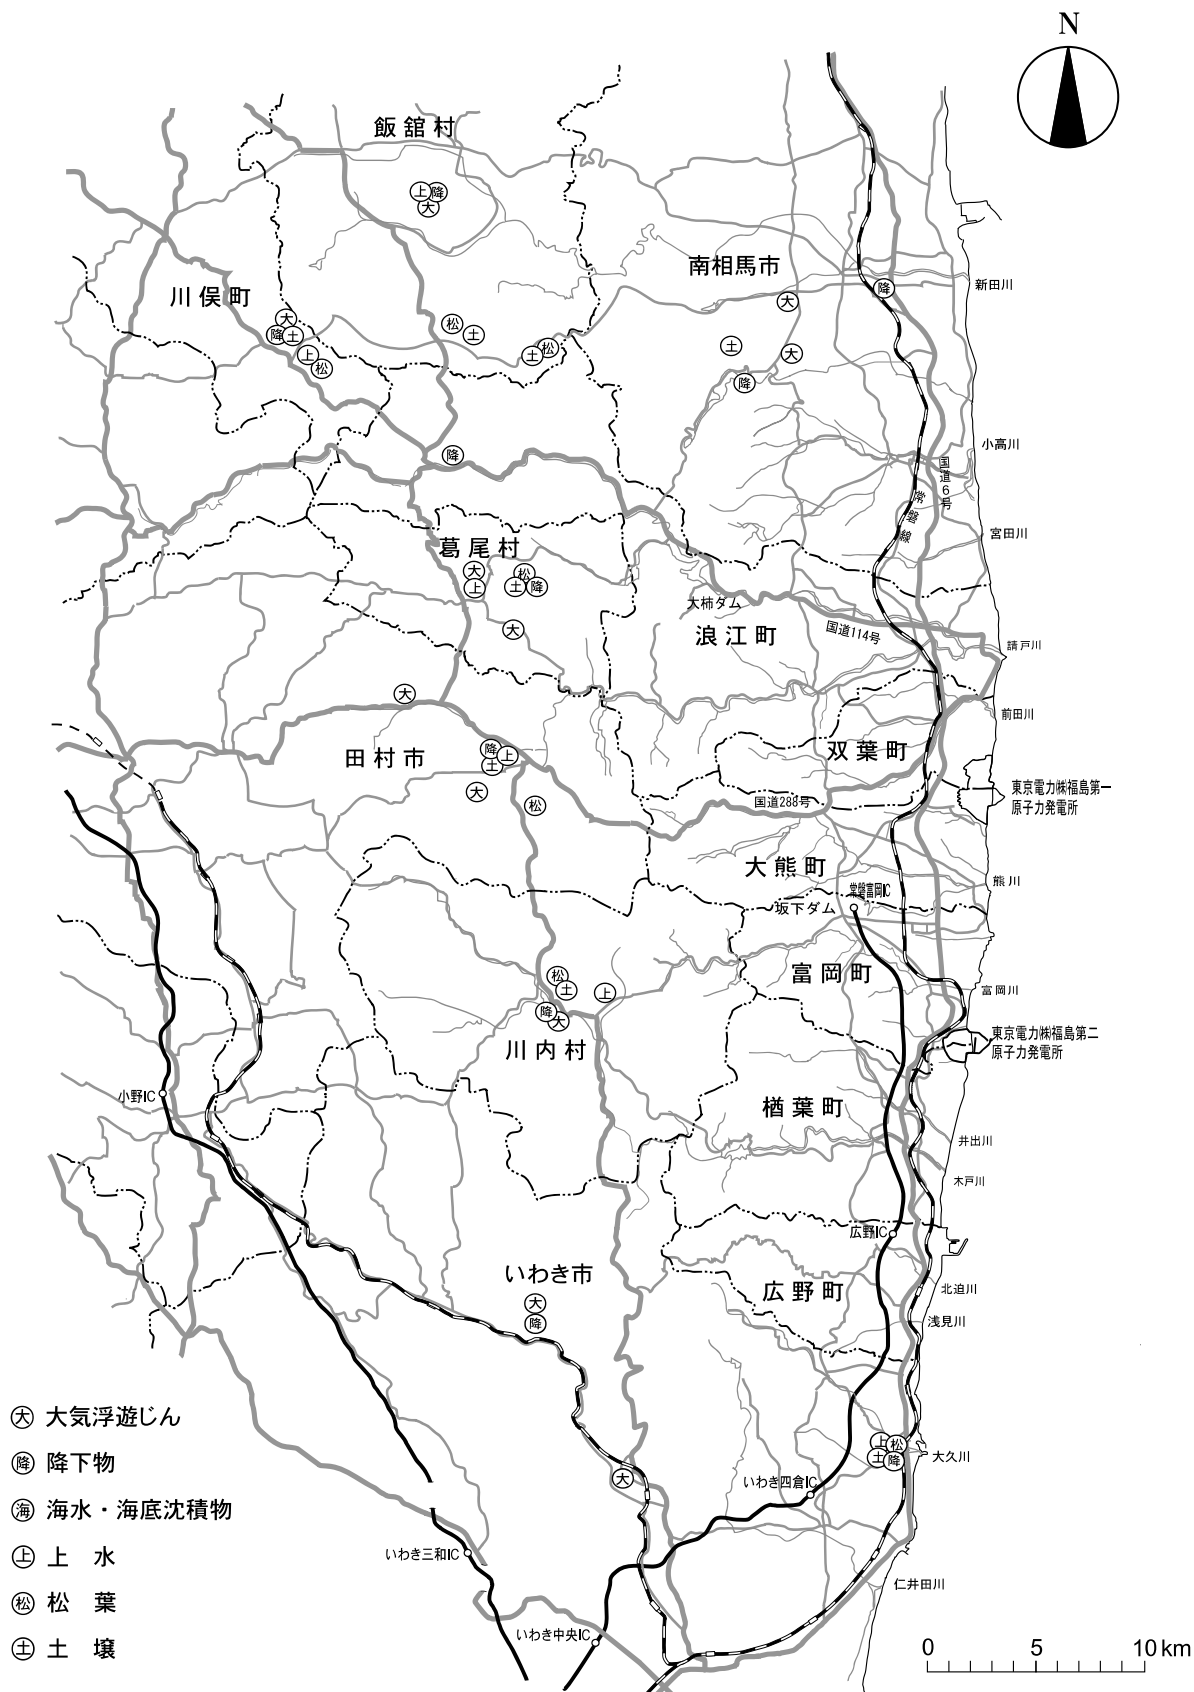 N
飯舘村
上
降
大
南相馬市
新田川
川俣町
降
大
大
降
土
松
土
上
松
土
松
土
大
降
小高川
降
国道6号
常磐線
宮田川
葛尾村
大
上
松
土
降
大柿ダム
浪江町
国道114号
請戸川
大
大
前田川
田村市
降
上
土
双葉町
大
松
国道288号
東京電力㈱福島第一
原子力発電所
大熊町
熊川
常磐富岡IC
坂下ダム
富岡町
松
土
上
降
大
富岡川
川内村
東京電力㈱福島第二
原子力発電所
小野IC
楢葉町
井出川
木戸川
広野IC
いわき市
大
降
広野町
北迫川
浅見川
上
松
土
降
大久川
大
いわき四倉IC
いわき三和IC
仁井田川
いわき中央IC
大 大気浮遊じん
降 降下物
海 海水・海底沈積物
上 上 水
松 松 葉
土 土 壌
0 5 10km